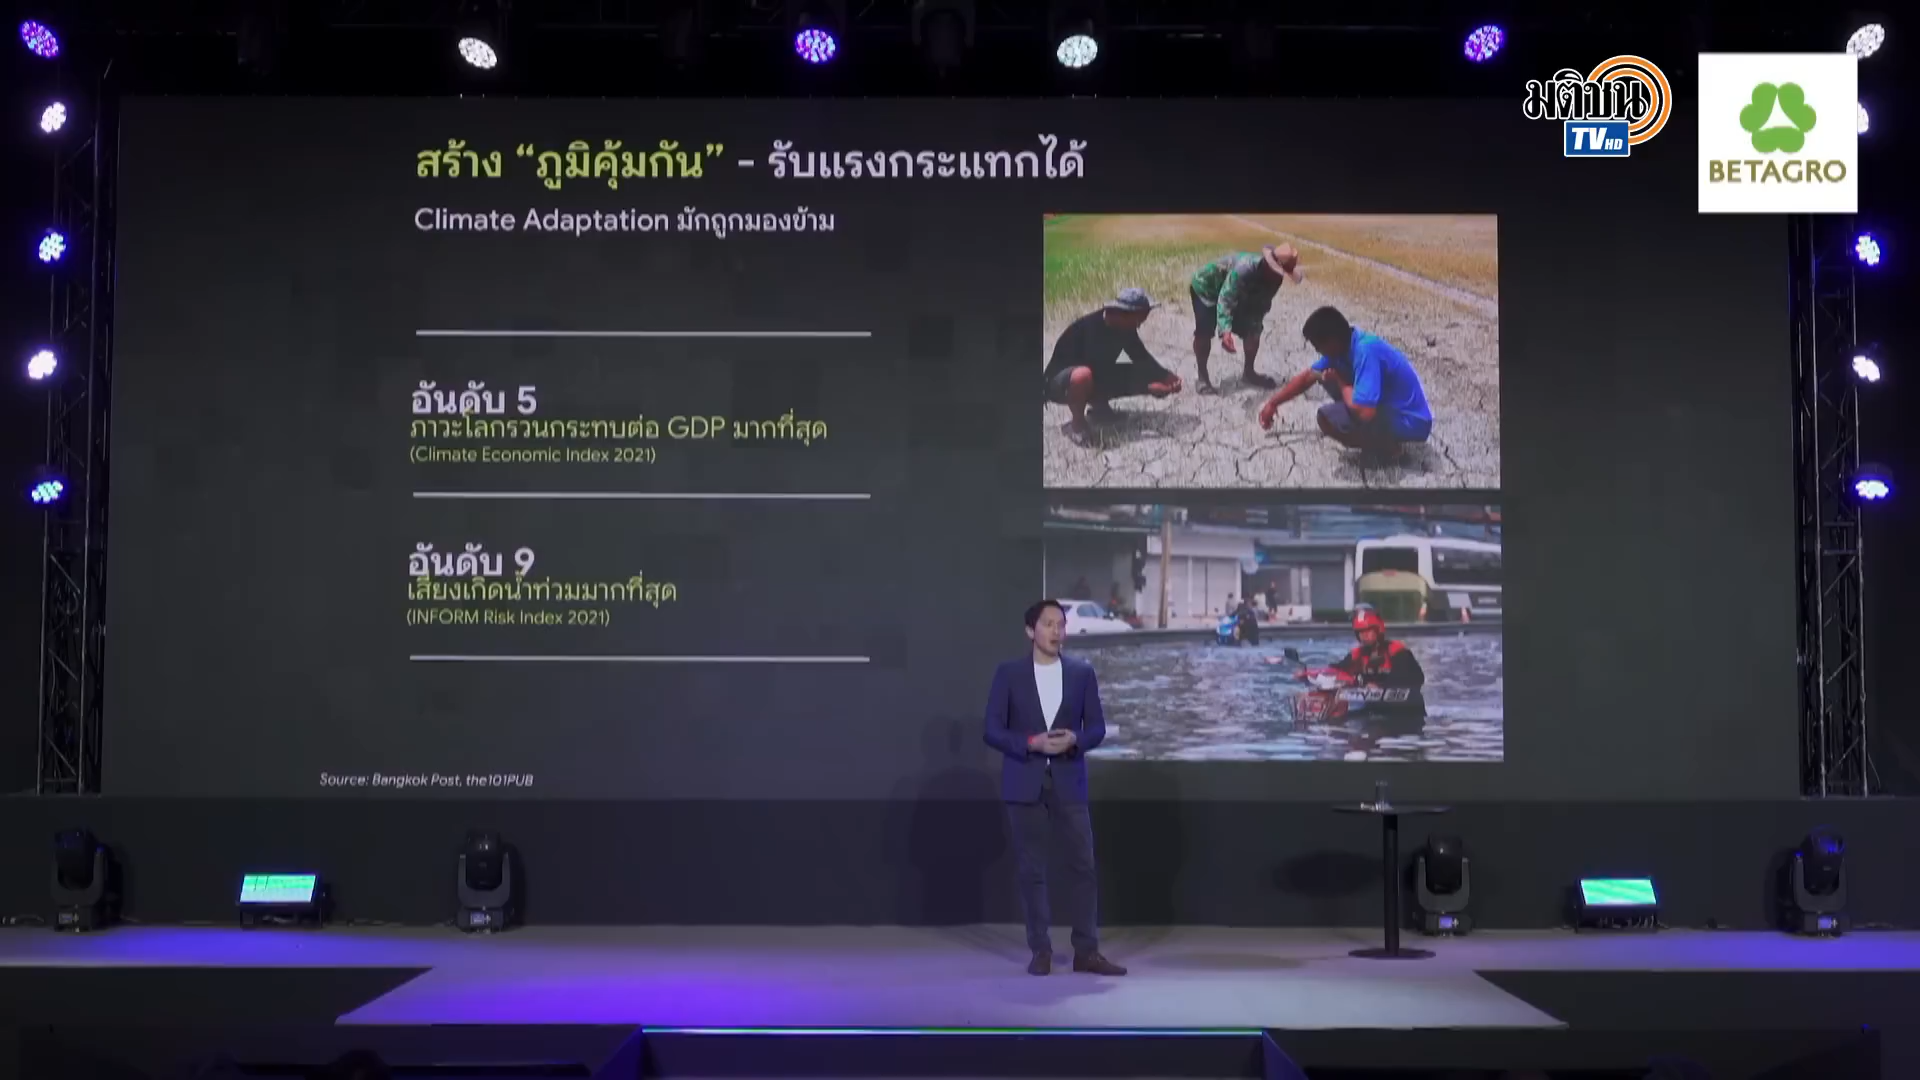 มติชน
TV HD
BETAGRO
สร้าง “ภูมิคุ้มกัน” - รับแรงกระแทกได้
Climate Adaptation มักถูกมองข้าม
อันดับ 5
ภาวะโลกรวนกระทบต่อ GDP มากที่สุด
(Climate Economic Index 2021)
อันดับ 9
เสี่ยงเกิดน้ำท่วมมากที่สุด
(INFORM Risk Index 2021)
Source: Bangkok Post, the101PUB